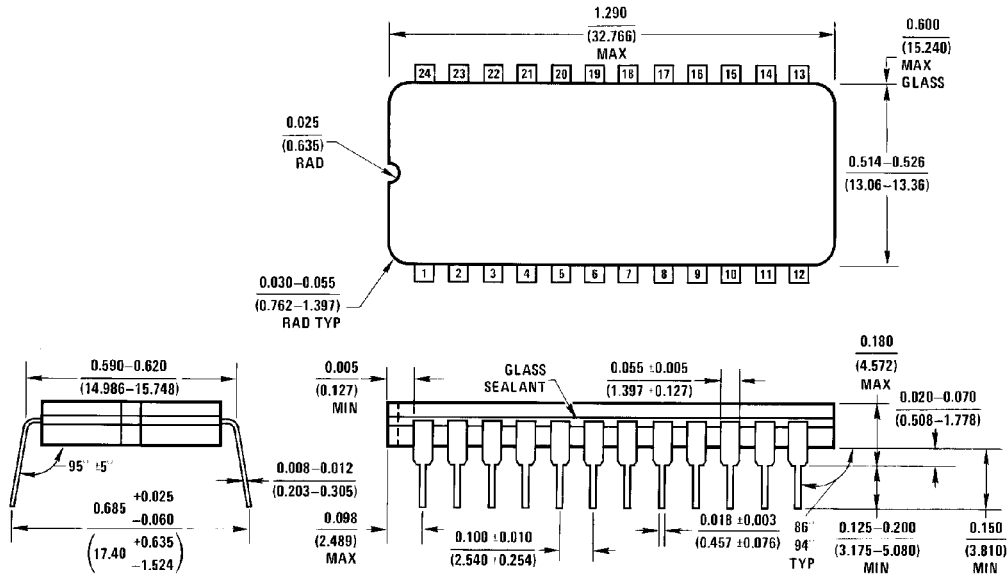 1.290
(32.766)
MAX
0.600
(15.240)
MAX
GLASS
24 23 22 21 20 19 18 17 16 15 14 13
0.025
(0.635)
RAD
0.514–0.526
(13.06–13.36)
1 2 3 4 5 6 7 8 9 10 11 12
0.030–0.055
(0.762–1.397)
RAD TYP
0.590–0.620
(14.986–15.748)
0.005
(0.127)
MIN
GLASS
SEALANT
0.055 ±0.005
(1.397 ±0.127)
0.180
(4.572)
MAX
0.020–0.070
(0.508–1.778)
95° ±5°
0.008–0.012
(0.203–0.305)
0.685 +0.025 –0.060
(17.40 +0.635 –1.524)
0.098
(2.489)
MAX
0.100 ±0.010
(2.540 ±0.254)
0.018 ±0.003
(0.457 ±0.076)
86°
94°
TYP
0.125–0.200
(3.175–5.080)
MIN
0.150
(3.810)
MIN